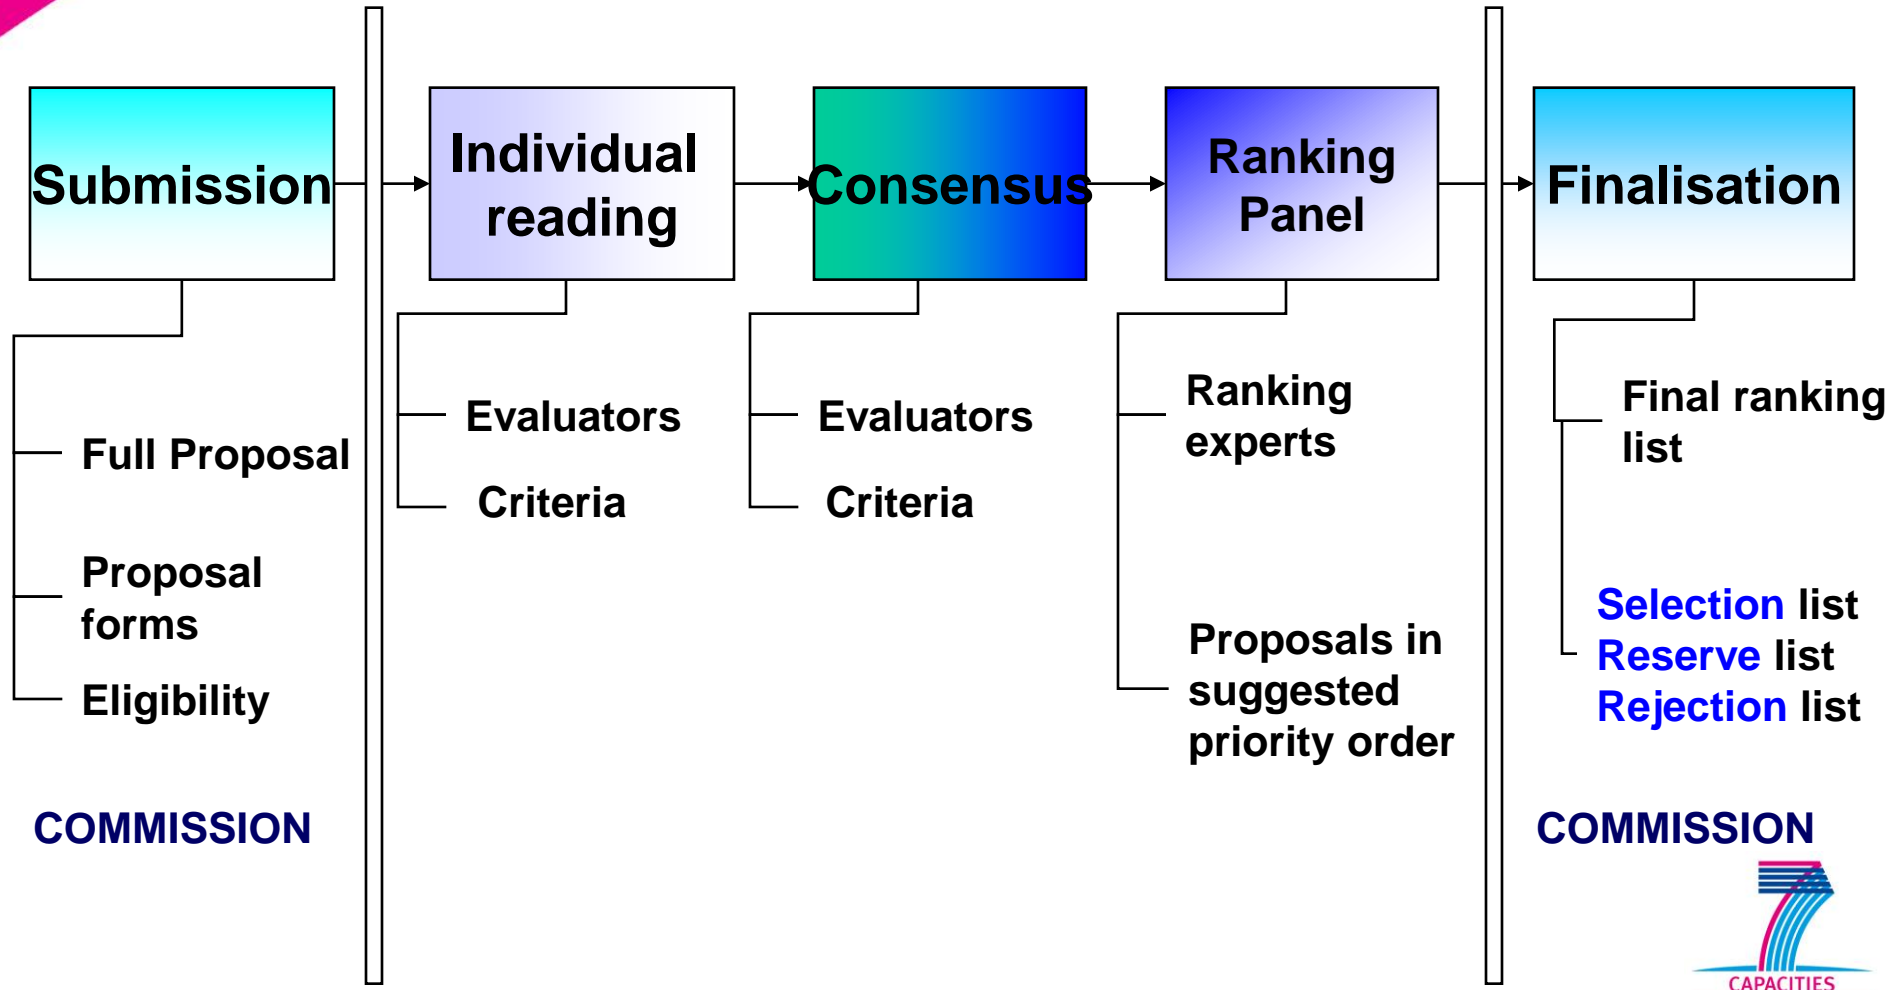 Submission
Individual
reading
Consensus
Ranking
Panel
Finalisation
Full Proposal
Proposal
forms
Eligibility
Evaluators
Criteria
Evaluators
Criteria
Ranking
experts
Proposals in
suggested
priority order
Final ranking
list
Selection list
Reserve list
Rejection list
COMMISSION
COMMISSION
CAPACITIES